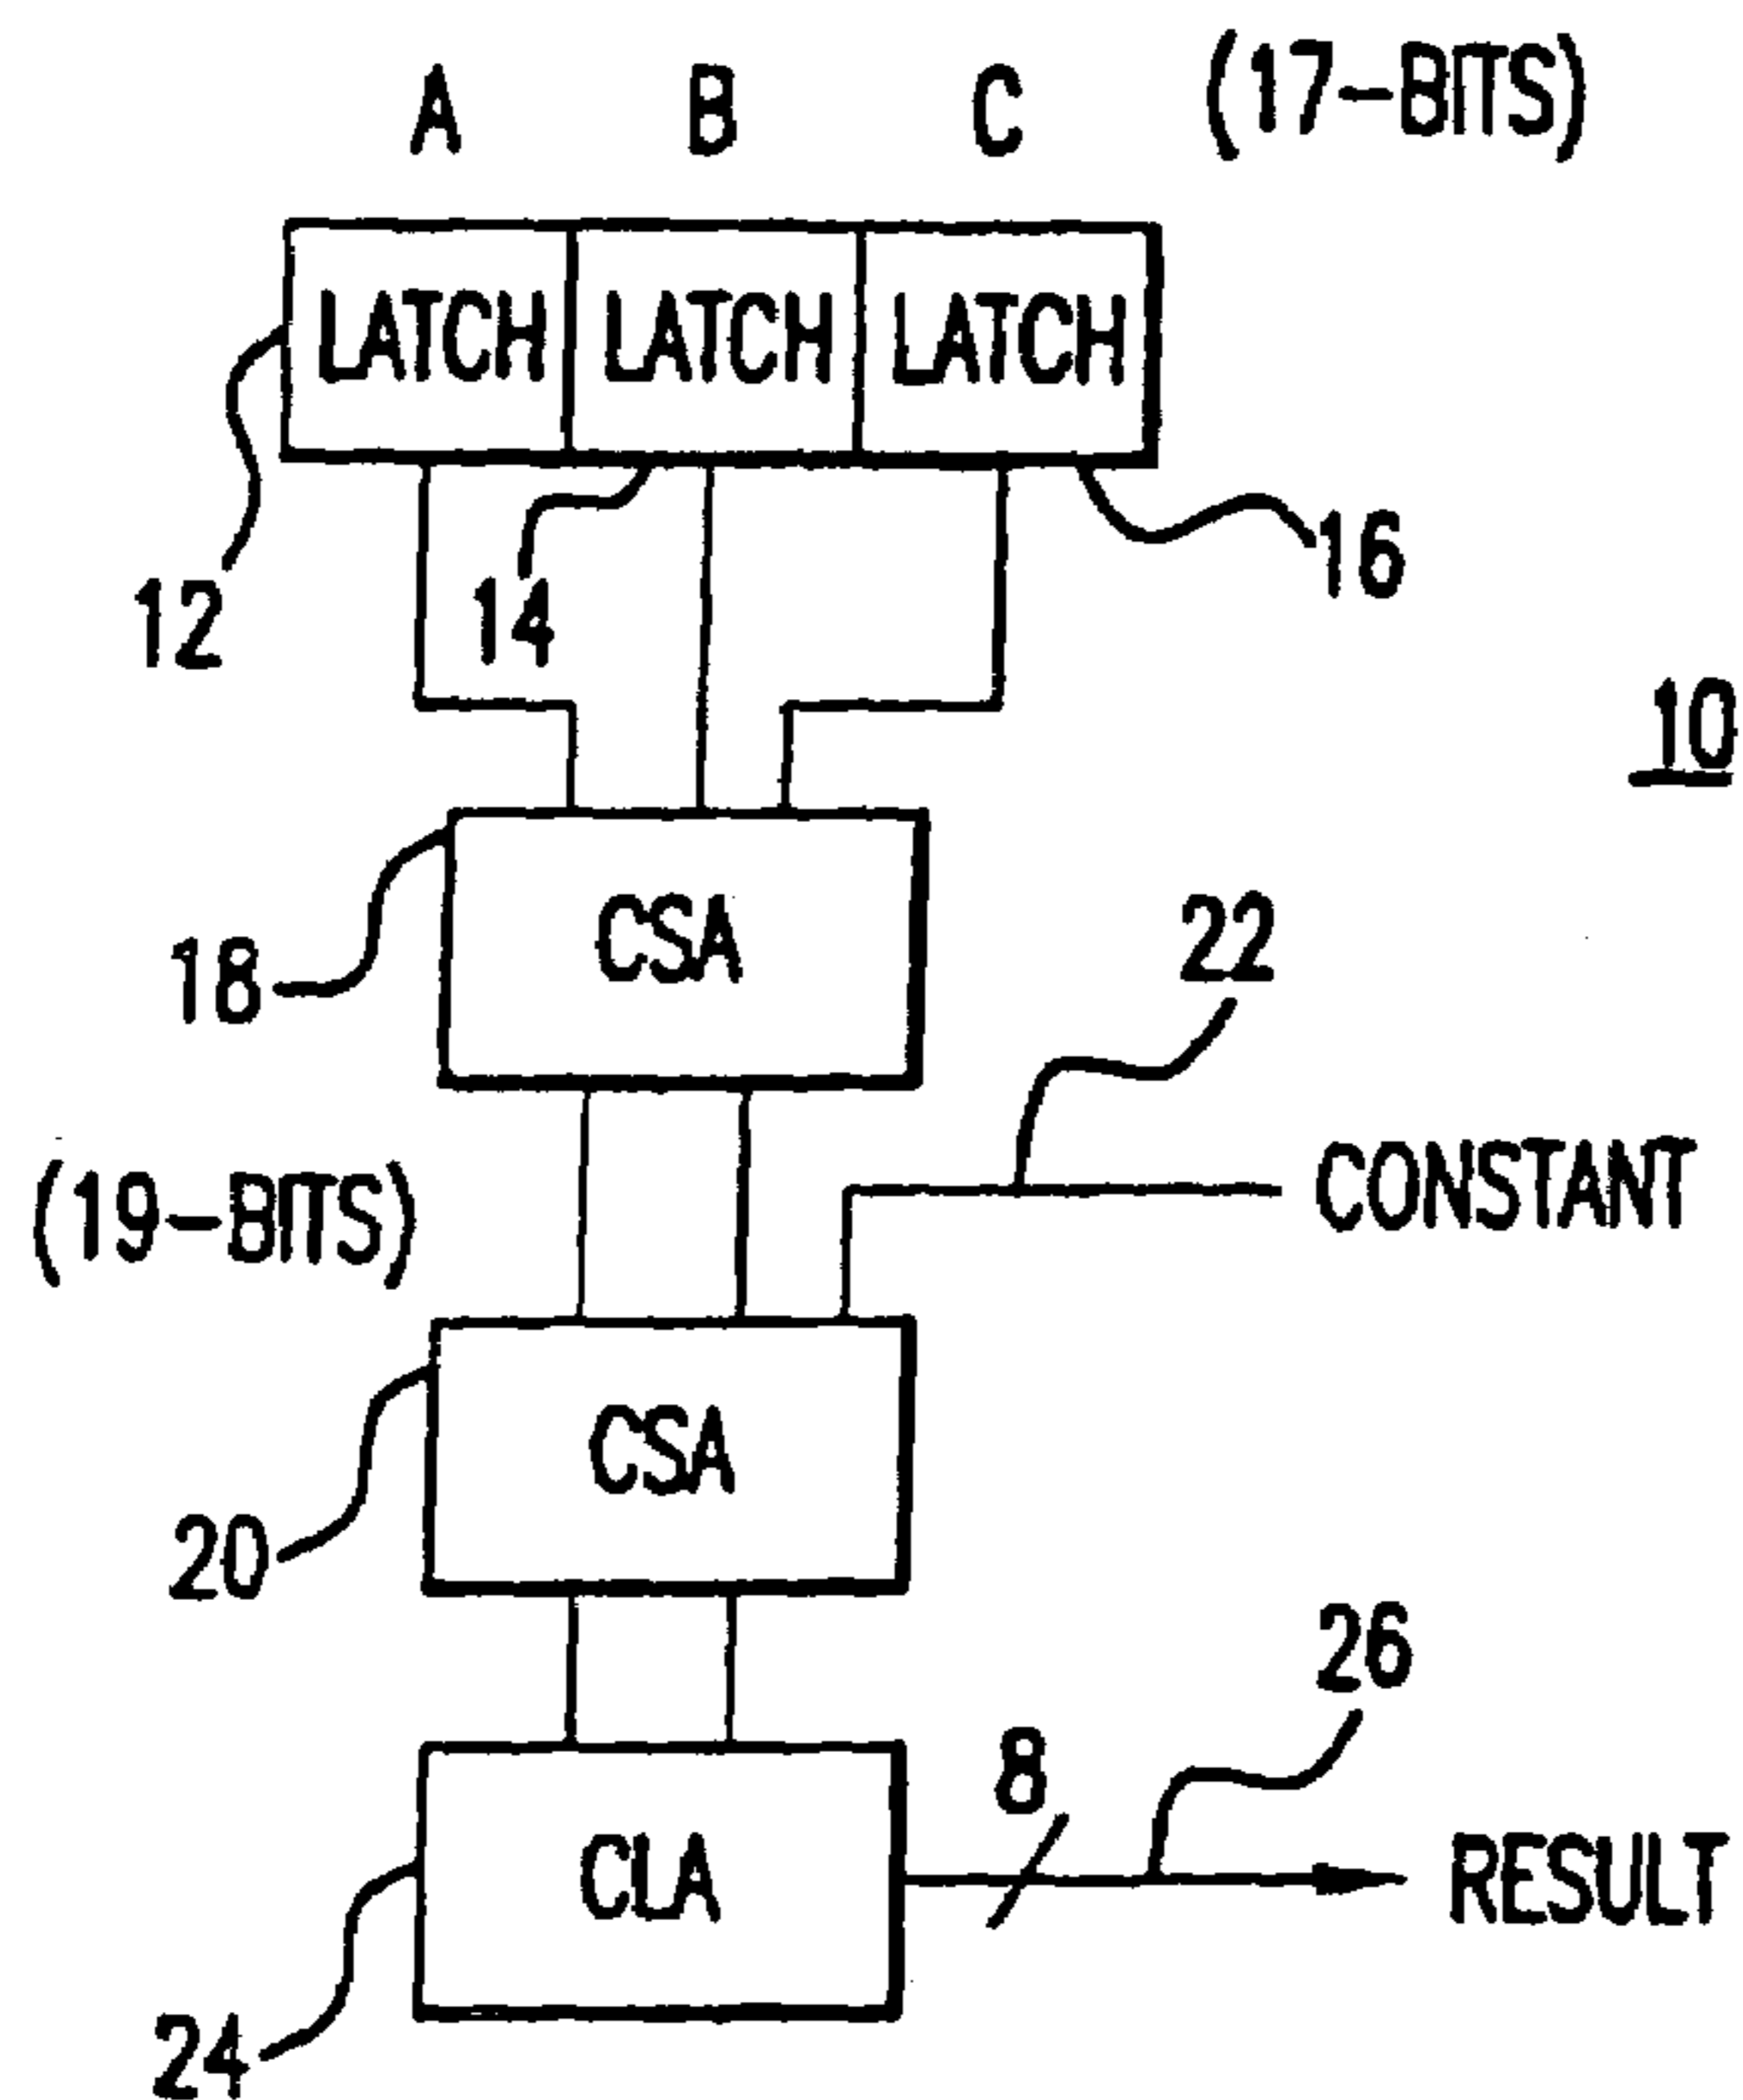 A B C (17-BITS)
LATCH LATCH LATCH
12 14 16
10
CSA
18
22
CONSTANT
(19-BITS)
CSA
20
26
8
CLA
RESULT
24